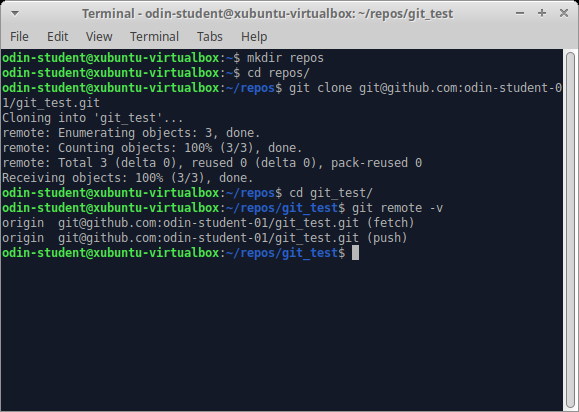 Terminal - odin-student@xubuntu-virtualbox: ~/repos/git_test
File Edit View Terminal Tabs Help
odin-student@xubuntu-virtualbox:~$ mkdir repos
odin-student@xubuntu-virtualbox:~$ cd repos/
odin-student@xubuntu-virtualbox:~/repos$ git clone git@github.com:odin-student-0
1/git_test.git
Cloning into 'git_test'...
remote: Enumerating objects: 3, done.
remote: Counting objects: 100% (3/3), done.
remote: Total 3 (delta 0), reused 0 (delta 0), pack-reused 0
Receiving objects: 100% (3/3), done.
odin-student@xubuntu-virtualbox:~/repos$ cd git_test/
odin-student@xubuntu-virtualbox:~/repos/git_test$ git remote -v
origin  git@github.com:odin-student-01/git_test.git (fetch)
origin  git@github.com:odin-student-01/git_test.git (push)
odin-student@xubuntu-virtualbox:~/repos/git_test$